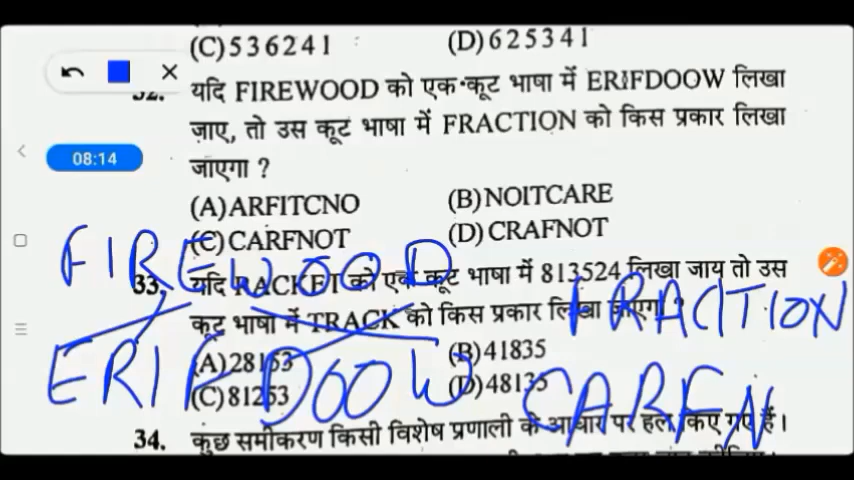 (C)536241 (D)625341
32. यदि FIREWOOD को एक कूट भाषा में ERIFDOOW लिखा
जाए, तो उस कूट भाषा में FRACTION को किस प्रकार लिखा
08:14
जाएगा ?
(A)ARFITCNO (B)NOITCARE
(C)CARFNOT (D)CRAFNOT
FIREWOOD
33. यदि RACKET को एक कूट भाषा में 813524 लिखा जाय तो उस
FRACTION
कूट भाषा में TRACK को किस प्रकार लिखा जाएगा ?
(A)28153 (B)41835
ERIFDOOW
(C)81253 (D)48135
CARFN
34. कुछ समीकरण किसी विशेष प्रणाली के आधार पर हल किए गए हैं।